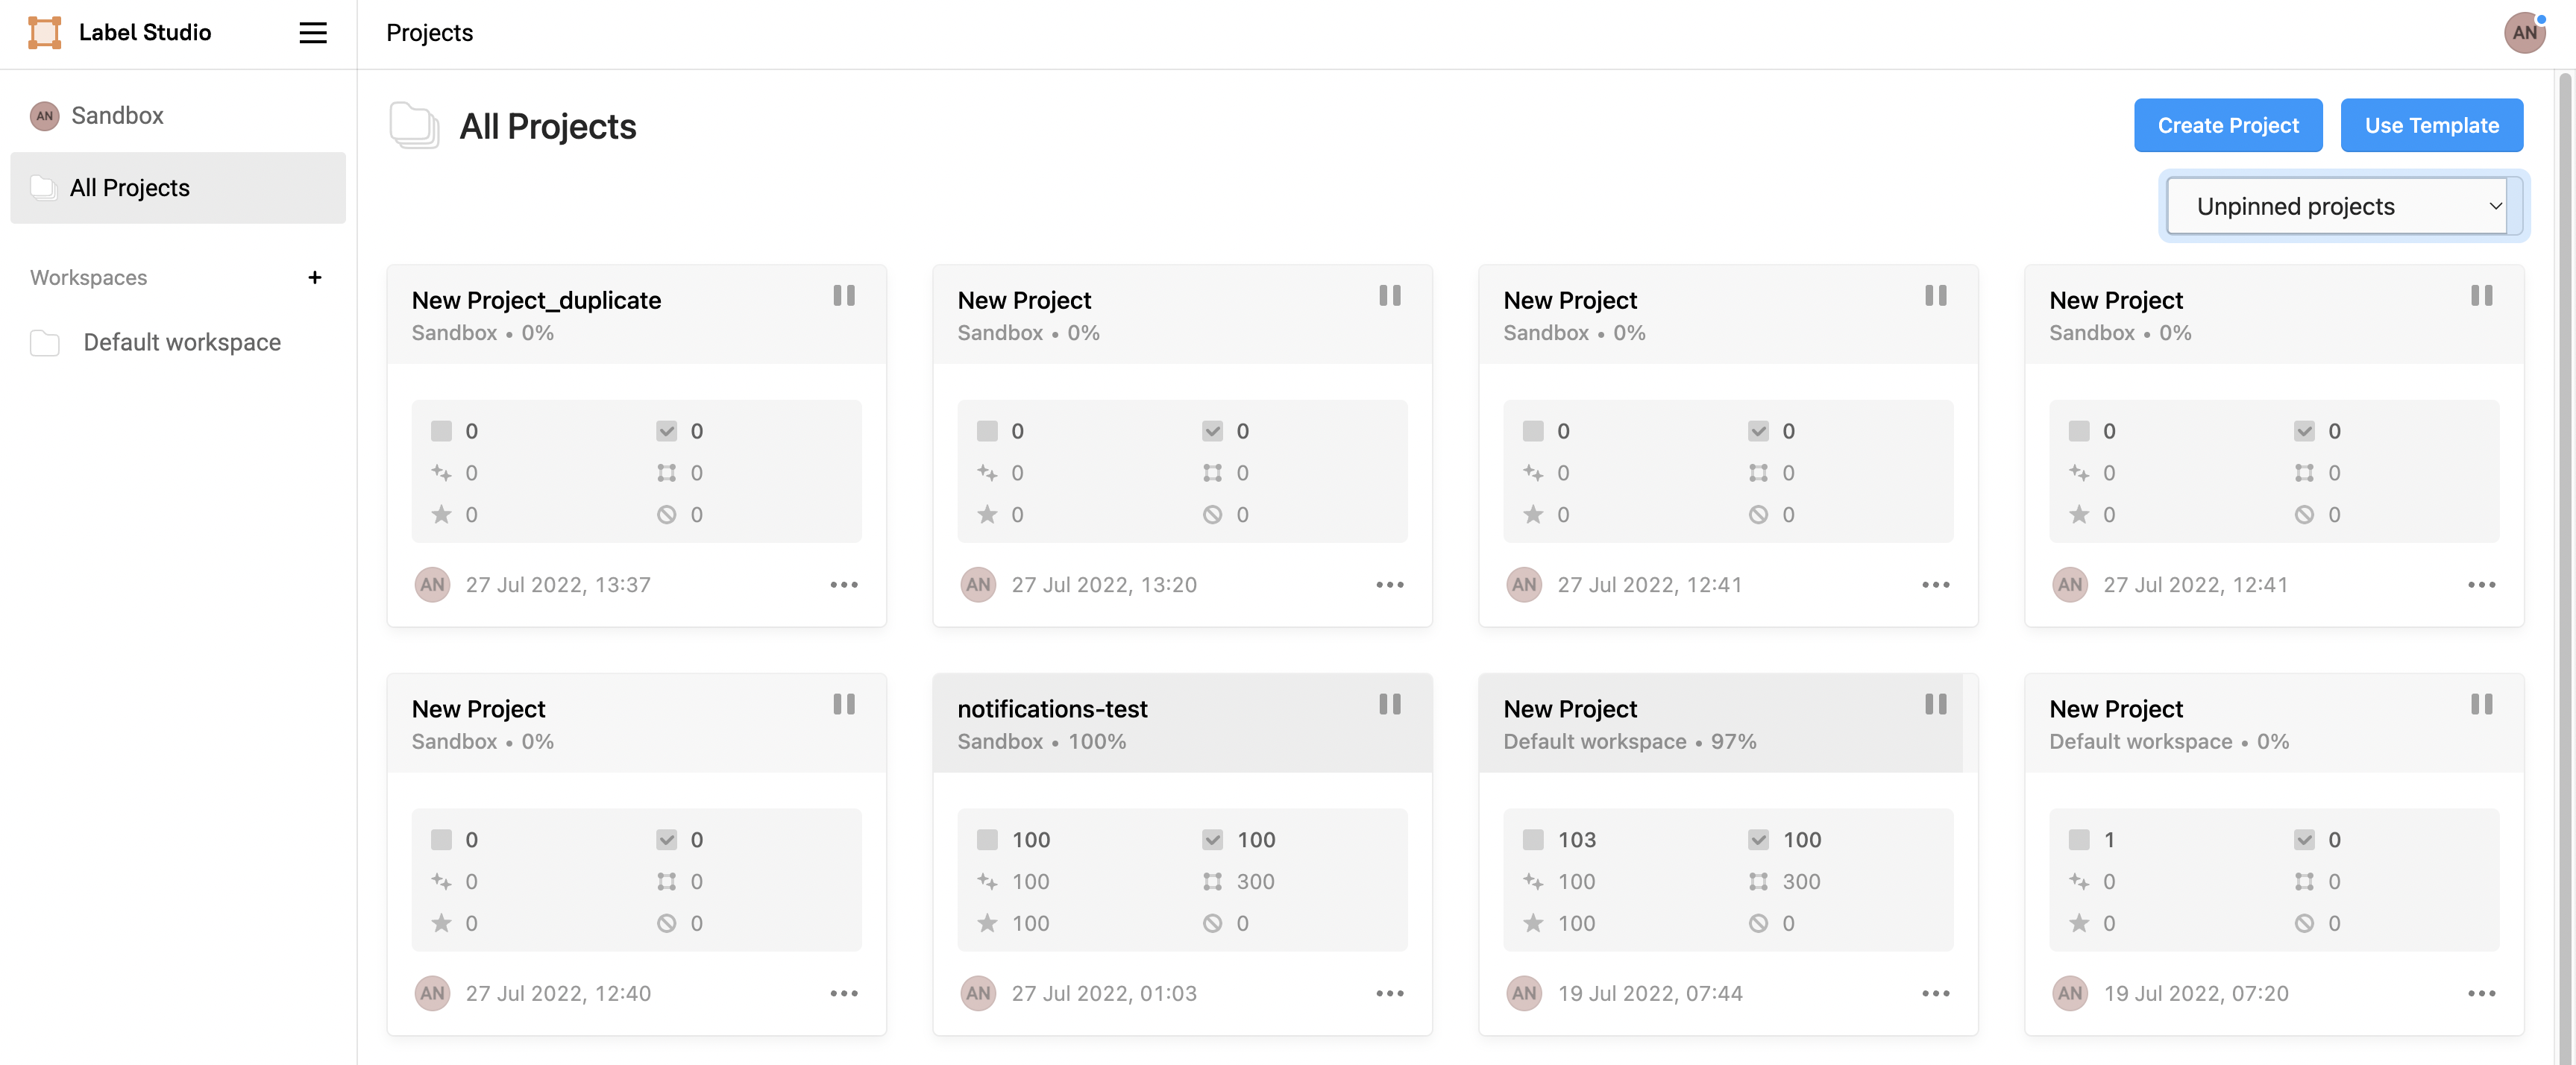 Label Studio
Projects
AN
AN Sandbox
All Projects
Workspaces +
Default workspace
All Projects
Create Project
Use Template
Unpinned projects
New Project_duplicate
Sandbox • 0%
0 0
0 0
0 0
AN 27 Jul 2022, 13:37
New Project
Sandbox • 0%
0 0
0 0
0 0
AN 27 Jul 2022, 13:20
New Project
Sandbox • 0%
0 0
0 0
0 0
AN 27 Jul 2022, 12:41
New Project
Sandbox • 0%
0 0
0 0
0 0
AN 27 Jul 2022, 12:41
New Project
Sandbox • 0%
0 0
0 0
0 0
AN 27 Jul 2022, 12:40
notifications-test
Sandbox • 100%
100 100
100 300
100 0
AN 27 Jul 2022, 01:03
New Project
Default workspace • 97%
103 100
100 300
100 0
AN 19 Jul 2022, 07:44
New Project
Default workspace • 0%
1 0
0 0
0 0
AN 19 Jul 2022, 07:20